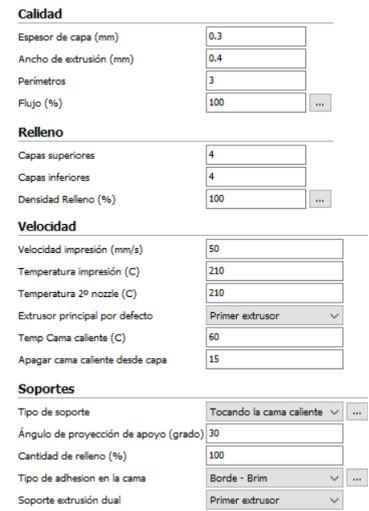 Calidad
Espesor de capa (mm) 0.3
Ancho de extrusión (mm) 0.4
Perímetros 3
Flujo (%) 100 ...
Relleno
Capas superiores 4
Capas inferiores 4
Densidad Relleno (%) 100 ...
Velocidad
Velocidad impresión (mm/s) 50
Temperatura impresión (C) 210
Temperatura 2º nozzle (C) 210
Extrusor principal por defecto Primer extrusor
Temp Cama caliente (C) 60
Apagar cama caliente desde capa 15
Soportes
Tipo de soporte Tocando la cama caliente ...
Ángulo de proyección de apoyo (grado) 30
Cantidad de relleno (%) 100
Tipo de adhesion en la cama Borde - Brim ...
Soporte extrusión dual Primer extrusor